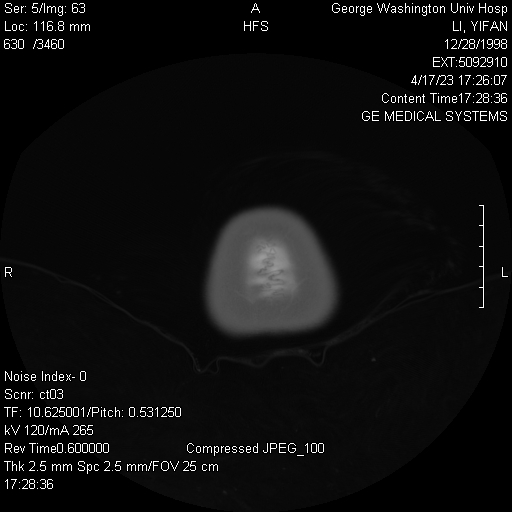 Ser: 5/Img: 63
Loc: 116.8 mm
630 /3460
A
HFS
George Washington Univ Hosp
LI, YIFAN
12/28/1998
EXT:5092910
4/17/23 17:26:07
Content Time17:28:36
GE MEDICAL SYSTEMS
R
L
Noise Index- 0
Scnr: ct03
TF: 10.625001/Pitch: 0.531250
kV 120/mA 265
Rev Time0.600000
Compressed JPEG_100
Thk 2.5 mm Spc 2.5 mm/FOV 25 cm
17:28:36